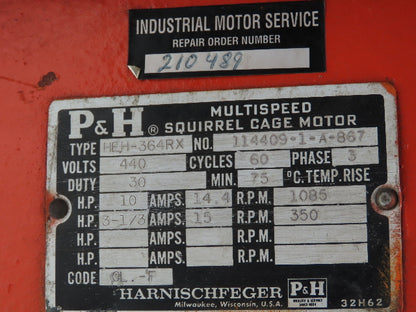 INDUSTRIAL MOTOR SERVICE
REPAIR ORDER NUMBER
210489
P&H ® MULTISPEED
SQUIRREL CAGE MOTOR
TYPE HEH-364RX NO. 114409-1-A-867
VOLTS 440 CYCLES 60 PHASE 3
DUTY 30 MIN. 75 °C. TEMP. RISE
H.P. 10 AMPS. 14.4 R.P.M. 1085
H.P. 3-1/3 AMPS. 15 R.P.M. 350
H.P. AMPS. R.P.M.
H.P. AMPS. R.P.M.
CODE CL.-F
HARNISCHFEGER P&H
Milwaukee, Wisconsin, U.S.A. 32H62